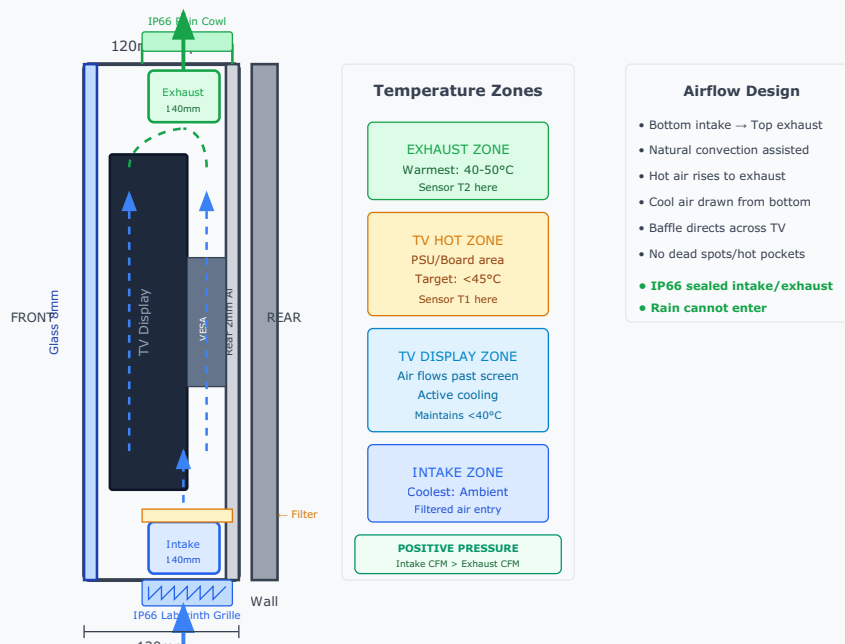 IP66 Rain Cowl
Exhaust
140mm
FRONT
Glass 8mm
TV Display
VESA
Rear 2mm Al
REAR
← Filter
Intake
140mm
IP66 Labyrinth Grille
Wall
Temperature Zones
EXHAUST ZONE
Warmest: 40-50°C
Sensor T2 here
TV HOT ZONE
PSU/Board area
Target: <45°C
Sensor T1 here
TV DISPLAY ZONE
Air flows past screen
Active cooling
Maintains <40°C
INTAKE ZONE
Coolest: Ambient
Filtered air entry
POSITIVE PRESSURE
Intake CFM > Exhaust CFM
Airflow Design
• Bottom intake → Top exhaust
• Natural convection assisted
• Hot air rises to exhaust
• Cool air drawn from bottom
• Baffle directs across TV
• No dead spots/hot pockets
• IP66 sealed intake/exhaust
• Rain cannot enter